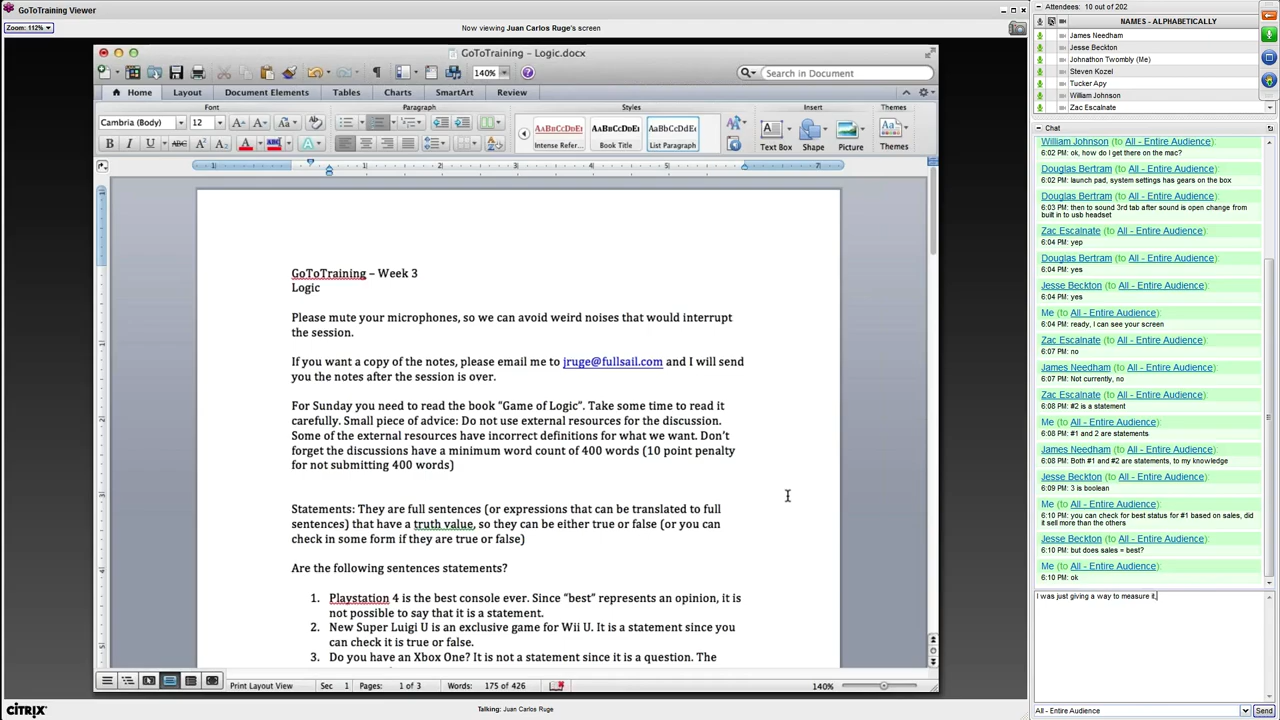 GoToTraining Viewer
Zoom: 112%
Now viewing Juan Carlos Ruge's screen
GoToTraining – Logic.docx
140%
Search in Document
Home Layout Document Elements Tables Charts SmartArt Review
Font Paragraph Styles Insert Themes
Cambria (Body) 12
AaBbCcDdEe AaBbCcDdEe AaBbCcDdEe
Intense Refer... Book Title List Paragraph
Text Box Shape Picture Themes
GoToTraining – Week 3
Logic
Please mute your microphones, so we can avoid weird noises that would interrupt
the session.
If you want a copy of the notes, please email me to jruge@fullsail.com and I will send
you the notes after the session is over.
For Sunday you need to read the book "Game of Logic". Take some time to read it
carefully. Small piece of advice: Do not use external resources for the discussion.
Some of the external resources have incorrect definitions for what we want. Don't
forget the discussions have a minimum word count of 400 words (10 point penalty
for not submitting 400 words)
Statements: They are full sentences (or expressions that can be translated to full
sentences) that have a truth value, so they can be either true or false (or you can
check in some form if they are true or false)
Are the following sentences statements?
1. Playstation 4 is the best console ever. Since "best" represents an opinion, it is
not possible to say that it is a statement.
2. New Super Luigi U is an exclusive game for Wii U. It is a statement since you
can check it is true or false.
3. Do you have an Xbox One? It is not a statement since it is a question. The
Print Layout View Sec 1 Pages: 1 of 3 Words: 175 of 426 140%
CITRIX
Talking: Juan Carlos Ruge
Attendees: 10 out of 202
NAMES - ALPHABETICALLY
James Needham
Jesse Beckton
Johnathon Twombly (Me)
Steven Kozel
Tucker Apy
William Johnson
Zac Escalnate
Chat
William Johnson (to All - Entire Audience):
6:02 PM: ok, how do I get there on the mac?
Douglas Bertram (to All - Entire Audience):
6:02 PM: launch pad, system settings has gears on the box
Douglas Bertram (to All - Entire Audience):
6:03 PM: then to sound 3rd tab after sound is open change from
built in to usb headset
Zac Escalnate (to All - Entire Audience):
6:04 PM: yep
Douglas Bertram (to All - Entire Audience):
6:04 PM: yes
Jesse Beckton (to All - Entire Audience):
6:04 PM: yes
Me (to All - Entire Audience):
6:04 PM: ready, I can see your screen
Zac Escalnate (to All - Entire Audience):
6:07 PM: no
James Needham (to All - Entire Audience):
6:07 PM: Not currently, no
Zac Escalnate (to All - Entire Audience):
6:08 PM: #2 is a statement
Me (to All - Entire Audience):
6:08 PM: #1 and 2 are statements
James Needham (to All - Entire Audience):
6:08 PM: Both #1 and #2 are statements, to my knowledge
Jesse Beckton (to All - Entire Audience):
6:09 PM: 3 is boolean
Me (to All - Entire Audience):
6:10 PM: you can check for best status for #1 based on sales, did
it sell more than the others
Jesse Beckton (to All - Entire Audience):
6:10 PM: but does sales = best?
Me (to All - Entire Audience):
6:10 PM: ok
I was just giving a way to measure it,
All - Entire Audience
Send